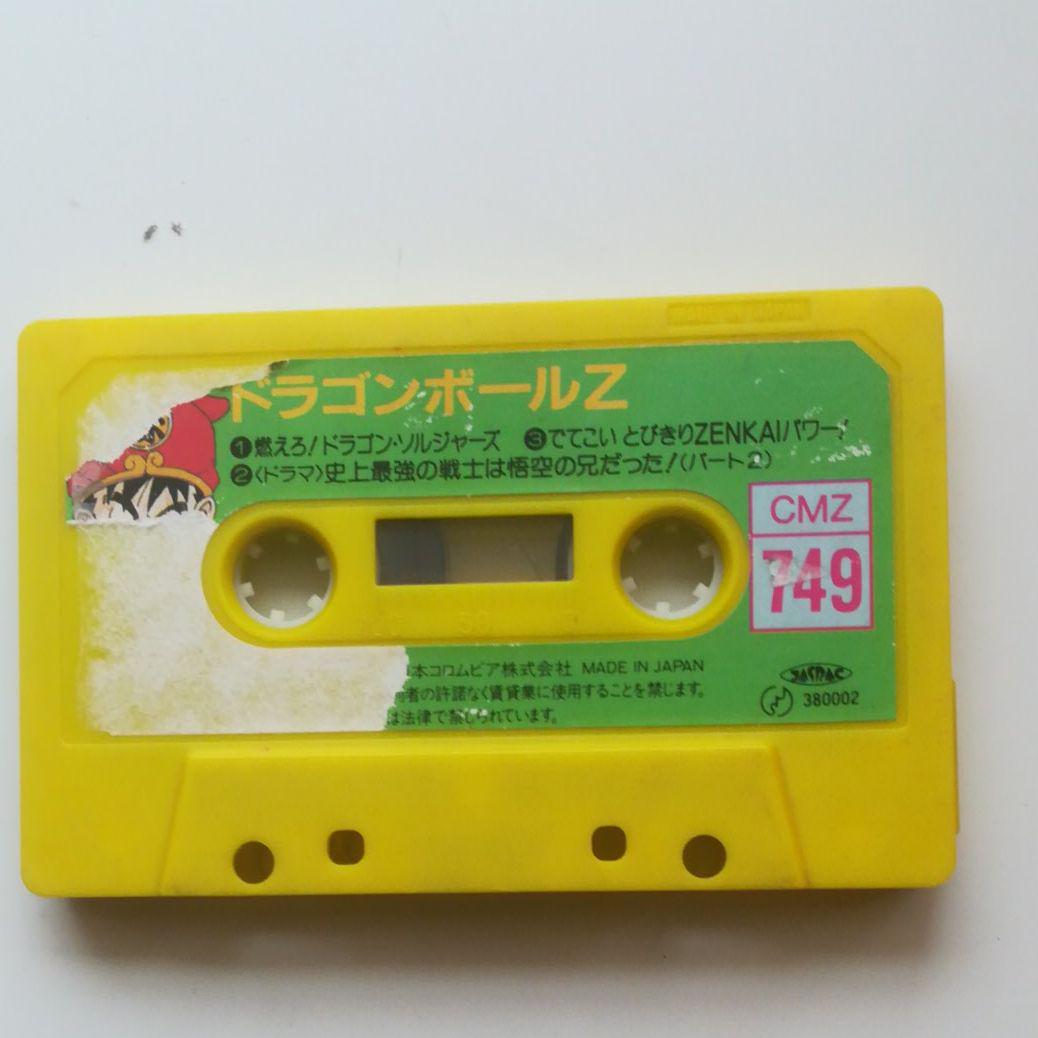 MADE IN JAPAN
ドラゴンボールZ
❶燃えろ!ドラゴン・ソルジャーズ ❸でてこい とびきりZENKAIパワー!
❷〈ドラマ〉史上最強の戦士は悟空の兄だった!(パート2)
CMZ
749
本コロムビア株式会社 MADE IN JAPAN
者の許諾なく賃貸業に使用することを禁じます。
は法律で禁じられています。
JASRAC
380002